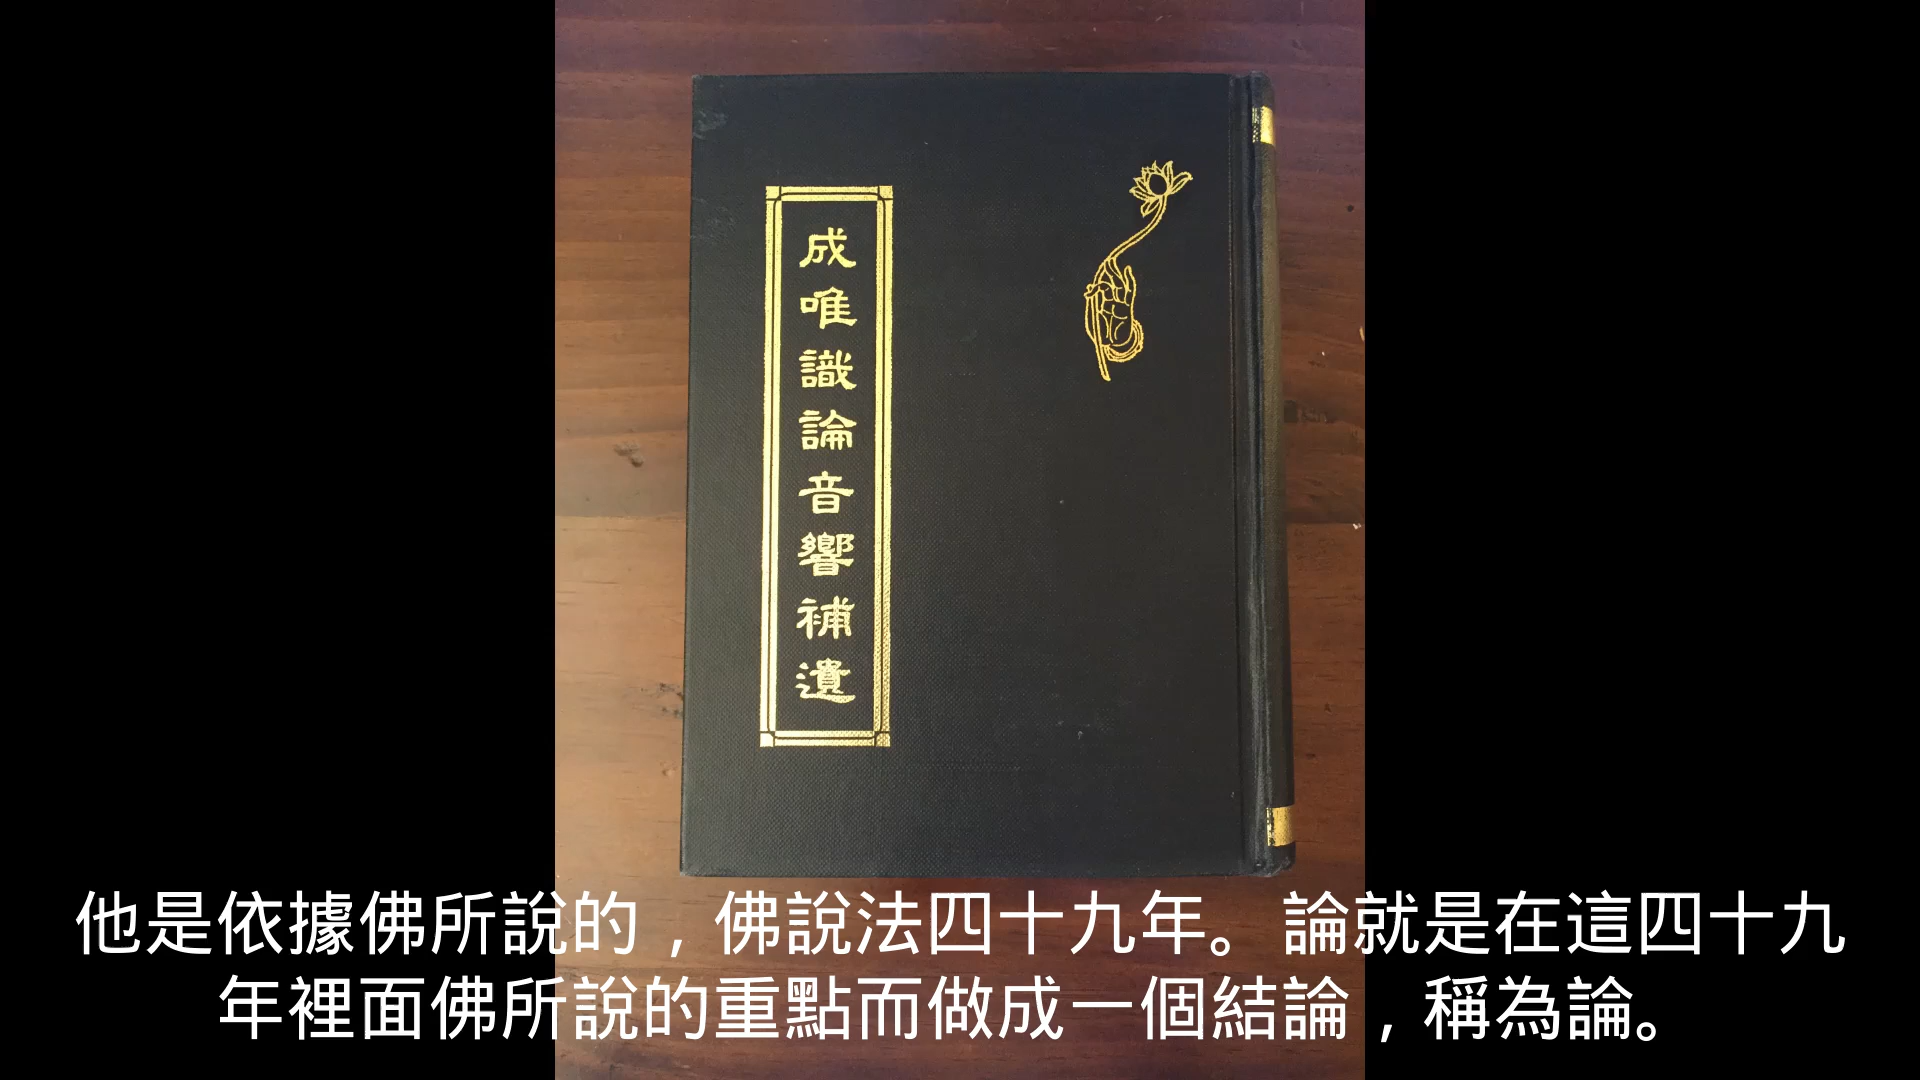 成唯識論音響補遺
他是依據佛所說的，佛說法四十九年。論就是在這四十九
年裡面佛所說的重點而做成一個結論，稱為論。